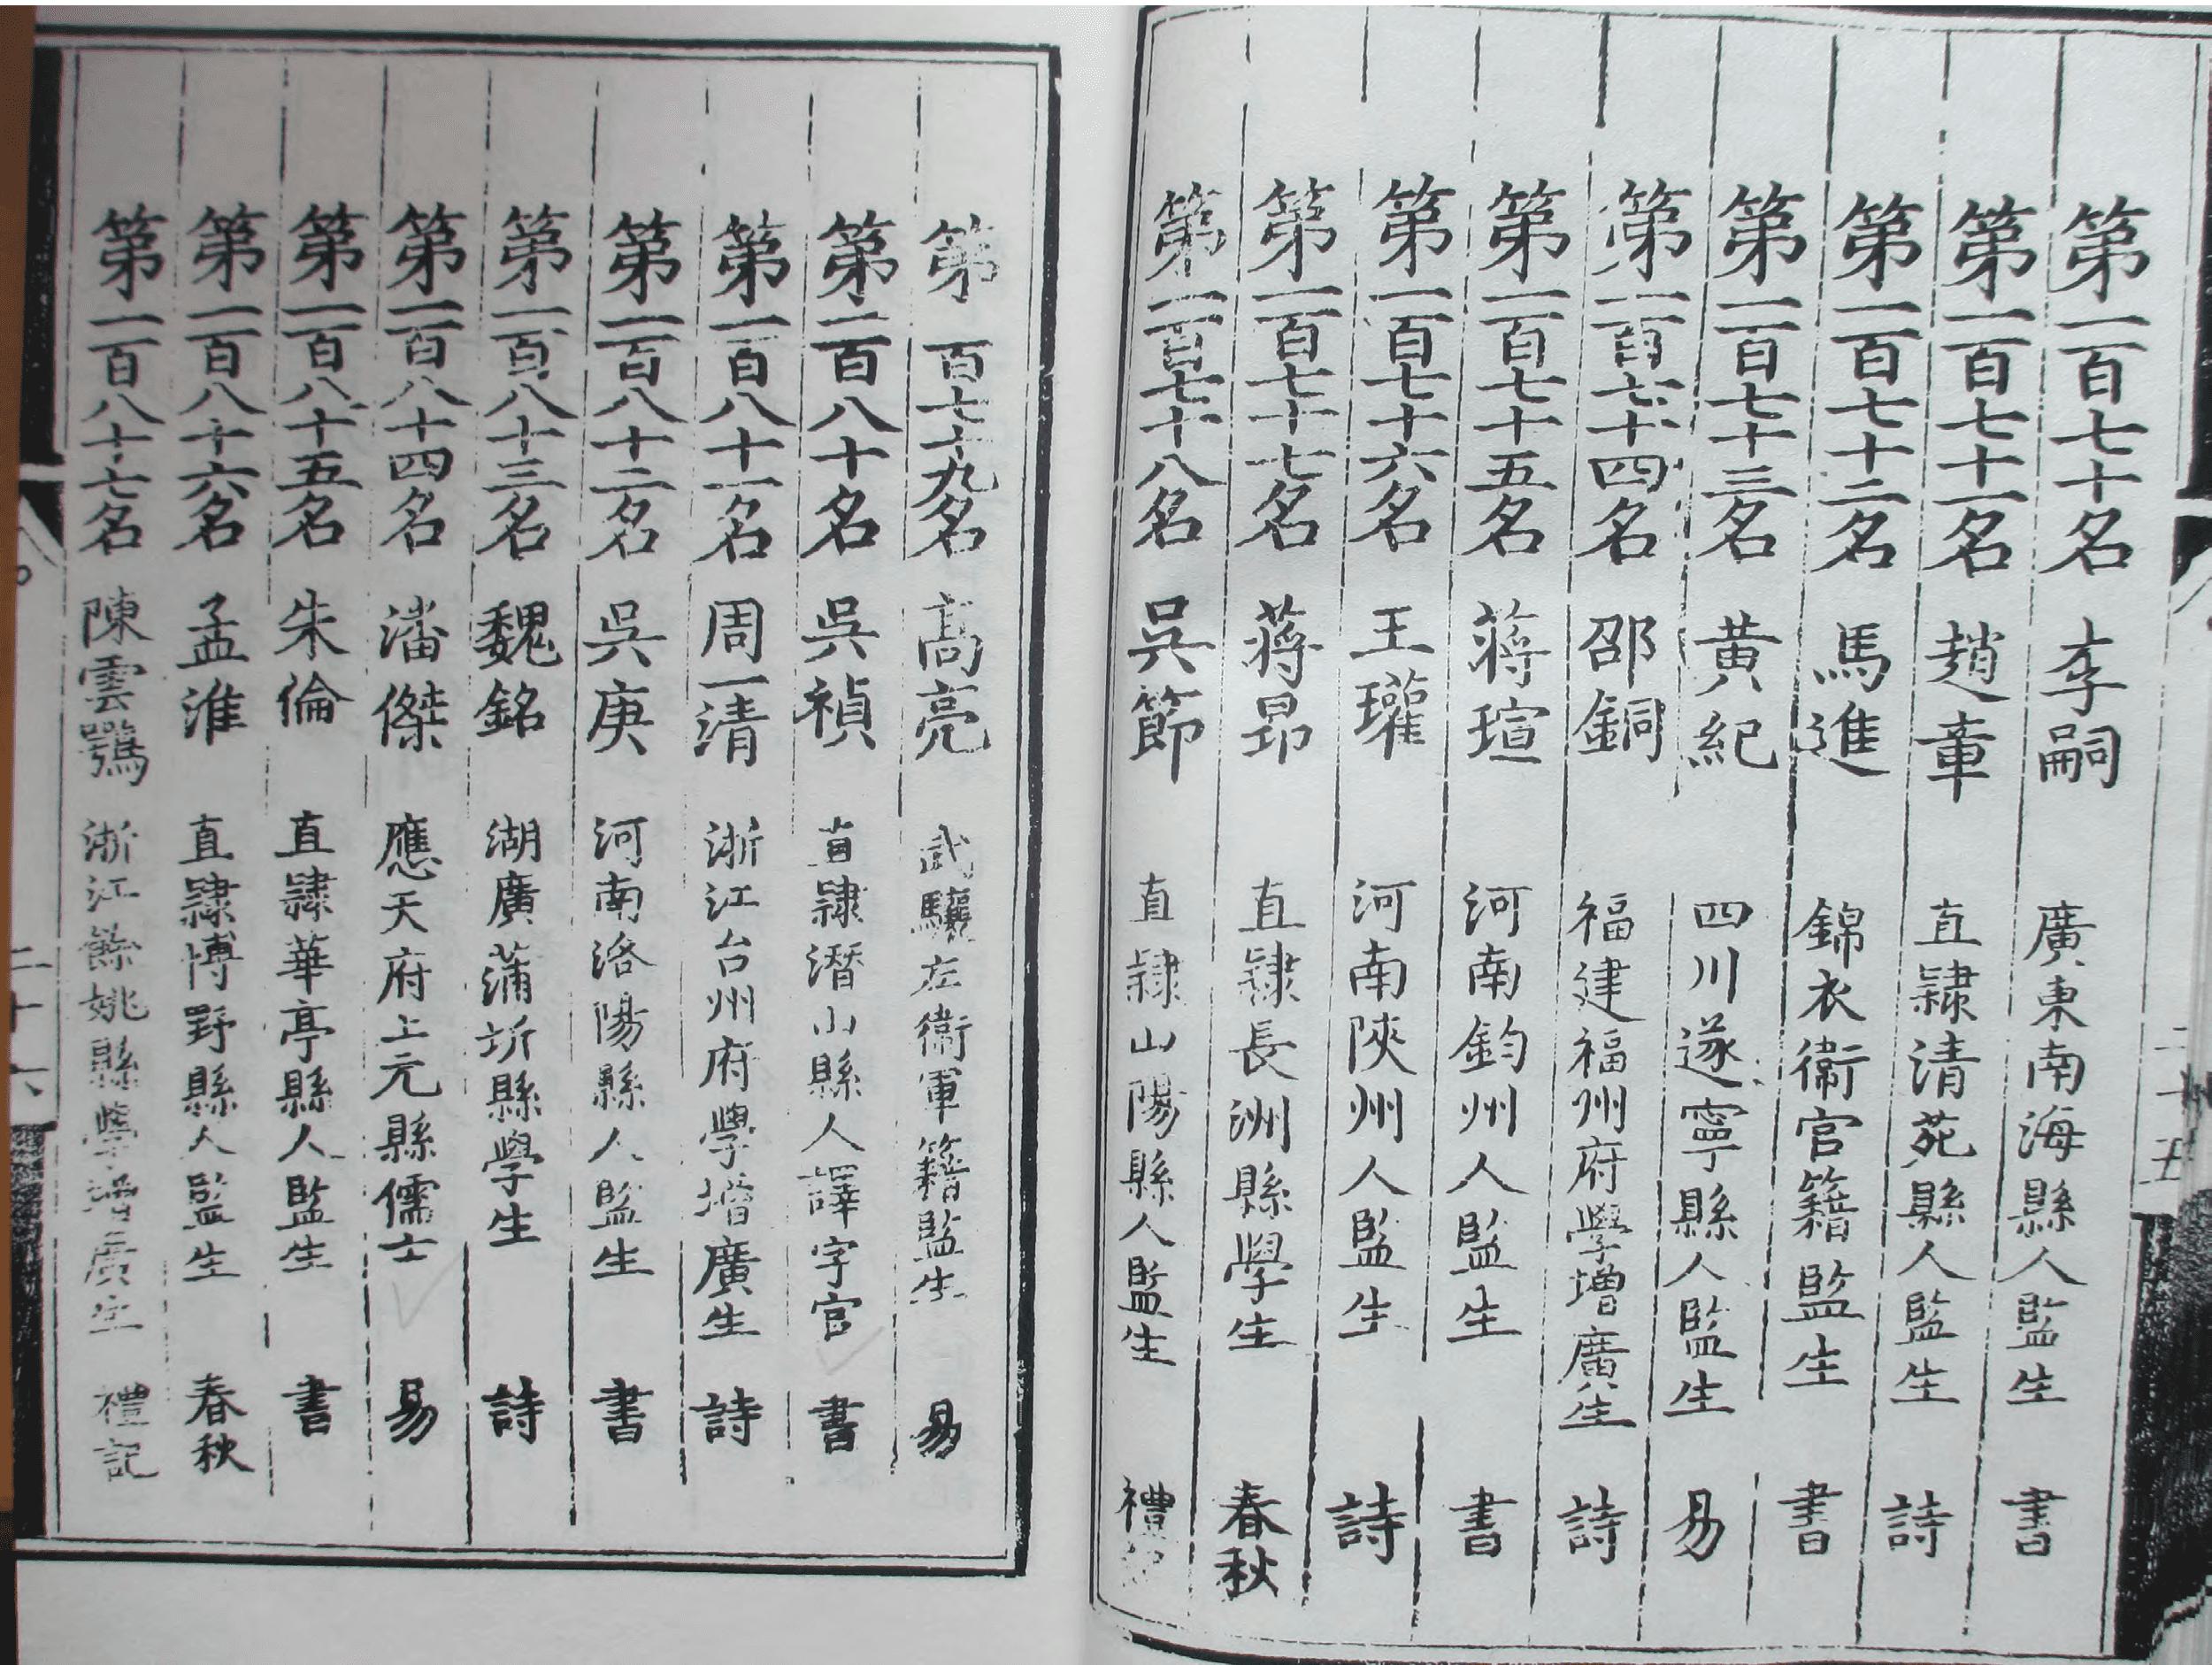 第一百七十名 李嗣 廣東南海縣人監生 書
第一百七十一名 趙章 直隸清苑縣人監生 詩
第一百七十二名 馬進 錦衣衛官籍監生 書
第一百七十三名 黃紀 四川遂寧縣人監生 易
第一百七十四名 邵銅 福建福州府學增廣生 詩
第一百七十五名 蔣瑄 河南鈞州人監生 書
第一百七十六名 王瓘 河南陝州人監生 詩
第一百七十七名 蔣昂 直隸長洲縣學生 春秋
第一百七十八名 吳節 直隸山陽縣人監生 禮記
第 百七十九名 高亮 武驤左衛軍籍監生 易
第一百八十名 吳禎 直隸潛山縣人譯字官 書
第一百八十一名 周一清 浙江台州府學增廣生 詩
第一百八十二名 吳庚 河南洛陽縣人監生 書
第一百八十三名 魏銘 湖廣蒲圻縣學生 詩
第一百八十四名 潘傑 應天府上元縣儒士 易
第一百八十五名 朱倫 直隸華亭縣人監生 書
第一百八十六名 孟淮 直隸博野縣人監生 春秋
第一百八十七名 陳雲鶚 浙江餘姚縣學增廣生 禮記
二十六